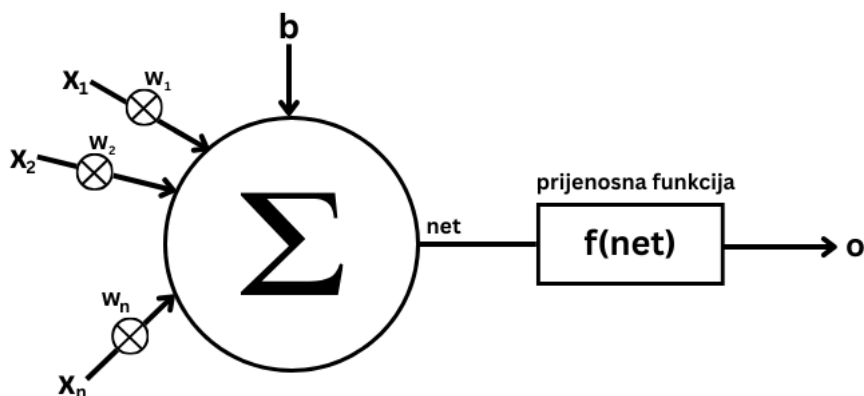 b
x₁
w₁
x₂
w₂
Σ
net
prijenosna funkcija
f(net)
o
wₙ
xₙ